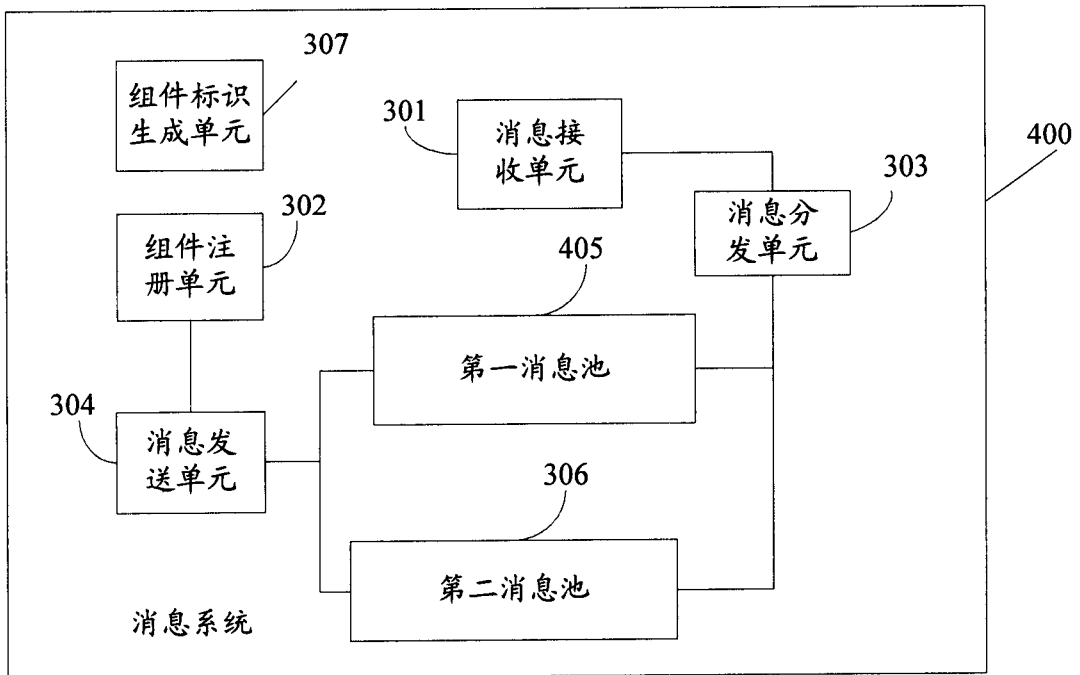 307
组件标识
生成单元
301
消息接
收单元
400
303
消息分
发单元
302
组件注
册单元
405
第一消息池
304
消息发
送单元
306
第二消息池
消息系统